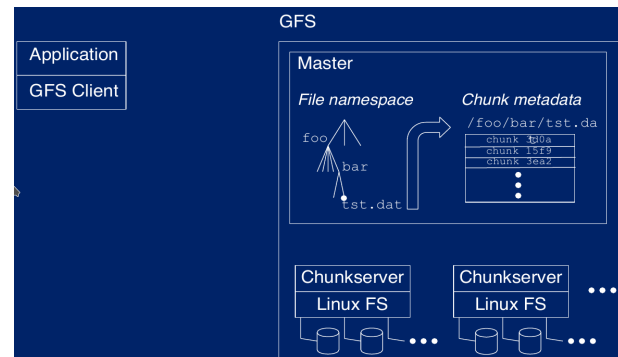 GFS
Application
GFS Client
Master
File namespace
Chunk metadata
/foo/bar/tst.da
foo
bar
tst.dat
chunk 15f9
chunk 3ea2
Chunkserver
Linux FS
Chunkserver
Linux FS